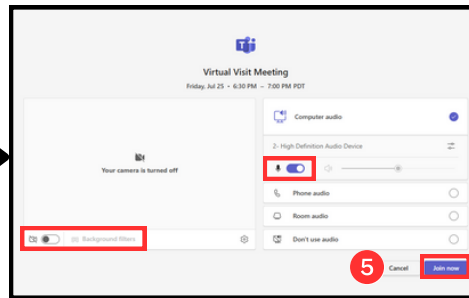 Virtual Visit Meeting
Friday, Jul 25 • 6:30 PM – 7:00 PM PDT
Your camera is turned off
Background filters
Computer audio
2- High Definition Audio Device
Phone audio
Room audio
Don't use audio
5
Cancel
Join now